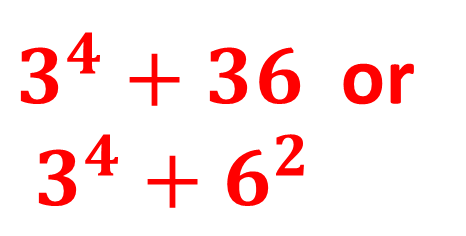 3⁴ + 36 or
3⁴ + 6²